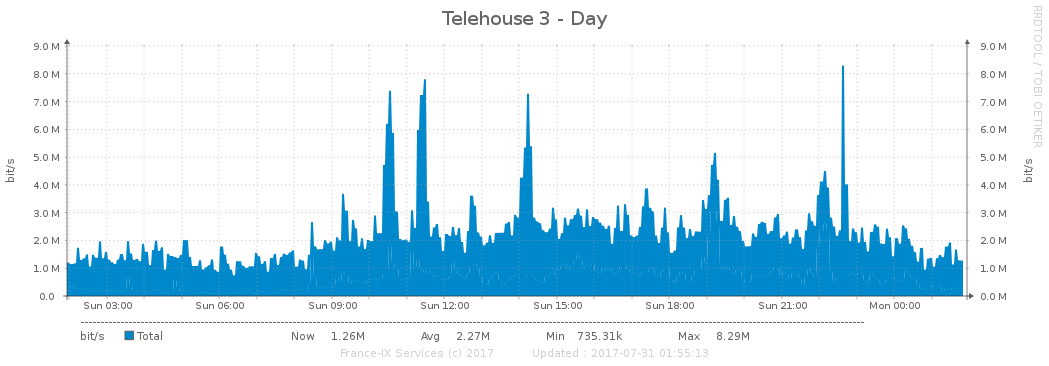 Telehouse 3 - Day
RRDTOOL / TOBI OETIKER
9.0 M 9.0 M
8.0 M 8.0 M
7.0 M 7.0 M
6.0 M 6.0 M
5.0 M 5.0 M
4.0 M 4.0 M
3.0 M 3.0 M
2.0 M 2.0 M
1.0 M 1.0 M
0.0 0.0 M
bit/s bit/s
Sun 03:00 Sun 06:00 Sun 09:00 Sun 12:00 Sun 15:00 Sun 18:00 Sun 21:00 Mon 00:00
bit/s Total Now 1.26M Avg 2.27M Min 735.31k Max 8.29M
France-IX Services (c) 2017 Updated : 2017-07-31 01:55:13